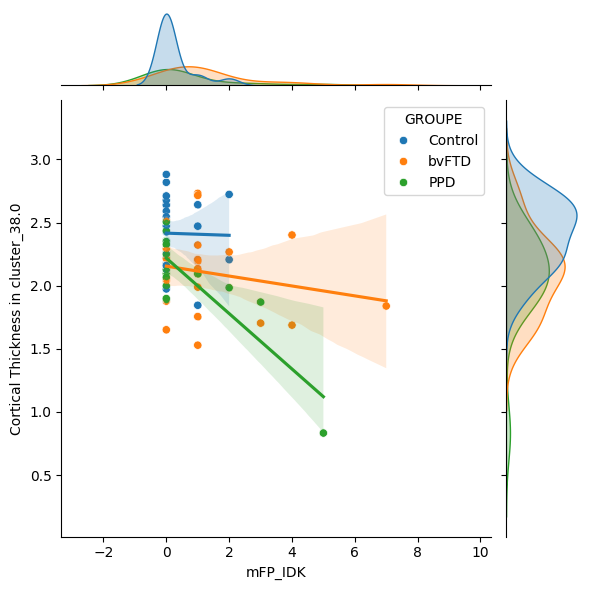 GROUPE
Control
bvFTD
PPD
3.0
2.5
2.0
1.5
1.0
0.5
Cortical Thickness in cluster_38.0
−2
0
2
4
6
8
10
mFP_IDK